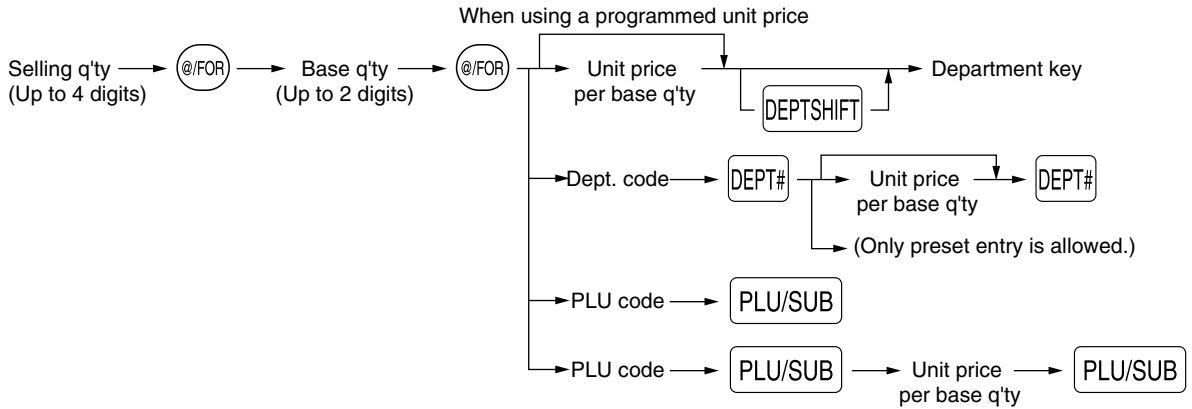 When using a programmed unit price
Selling q'ty @/FOR Base q'ty @/FOR Unit price Department key
(Up to 4 digits) (Up to 2 digits) per base q'ty
DEPTSHIFT
Dept. code DEPT# Unit price DEPT#
per base q'ty
(Only preset entry is allowed.)
PLU code PLU/SUB
PLU code PLU/SUB Unit price PLU/SUB
per base q'ty